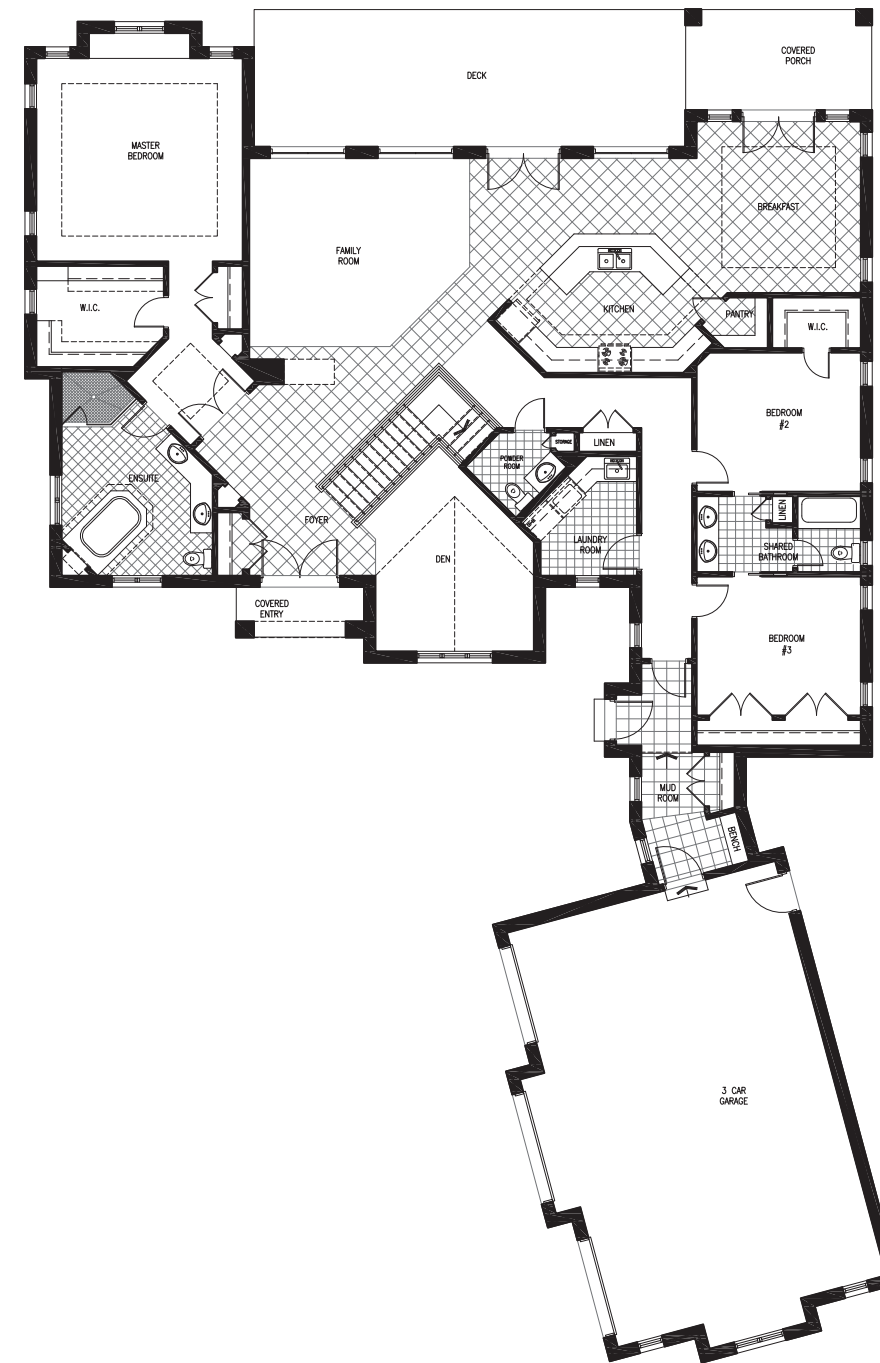 COVERED
PORCH
DECK
MASTER
BEDROOM
BREAKFAST
FAMILY
ROOM
W.I.C.
KITCHEN
PANTRY
W.I.C.
BEDROOM
#2
LINEN
STORAGE
POWDER
ROOM
ENSUITE
LINEN
FOYER
LAUNDRY
ROOM
SHARED
BATHROOM
DEN
COVERED
ENTRY
BEDROOM
#3
MUD
ROOM
BENCH
3 CAR
GARAGE